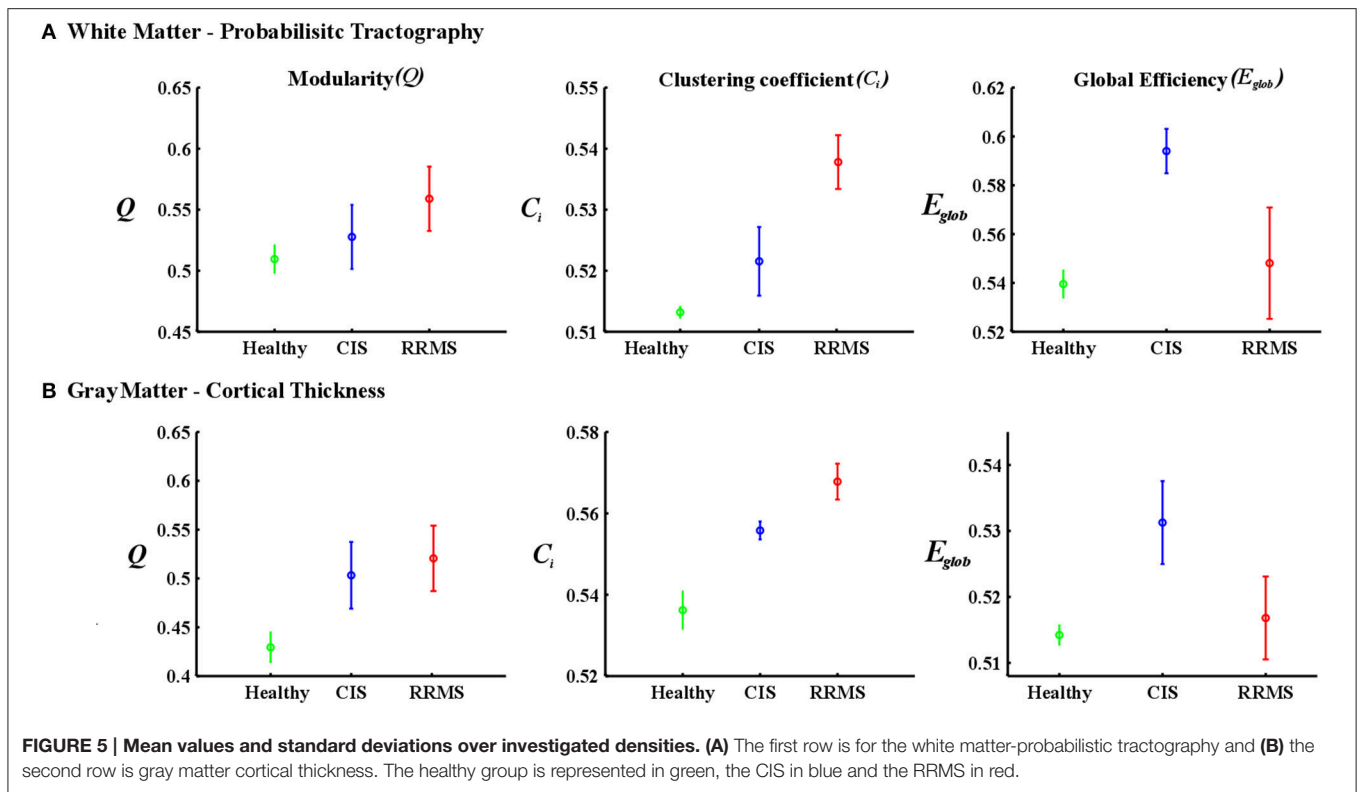 A White Matter - Probabilisitc Tractography
Modularity (Q)
0.65
0.6
0.55
0.5
0.45
Q
Healthy CIS RRMS
Clustering coefficient (Ci)
0.55
0.54
0.53
0.52
0.51
Ci
Healthy CIS RRMS
Global Efficiency (Eglob)
0.62
0.6
0.58
0.56
0.54
0.52
Eglob
Healthy CIS RRMS
B Gray Matter - Cortical Thickness
0.65
0.6
0.55
0.5
0.45
0.4
Q
Healthy CIS RRMS
0.58
0.56
0.54
0.52
Ci
Healthy CIS RRMS
0.54
0.53
0.52
0.51
Eglob
Healthy CIS RRMS
FIGURE 5 | Mean values and standard deviations over investigated densities. (A) The first row is for the white matter-probabilistic tractography and (B) the
second row is gray matter cortical thickness. The healthy group is represented in green, the CIS in blue and the RRMS in red.